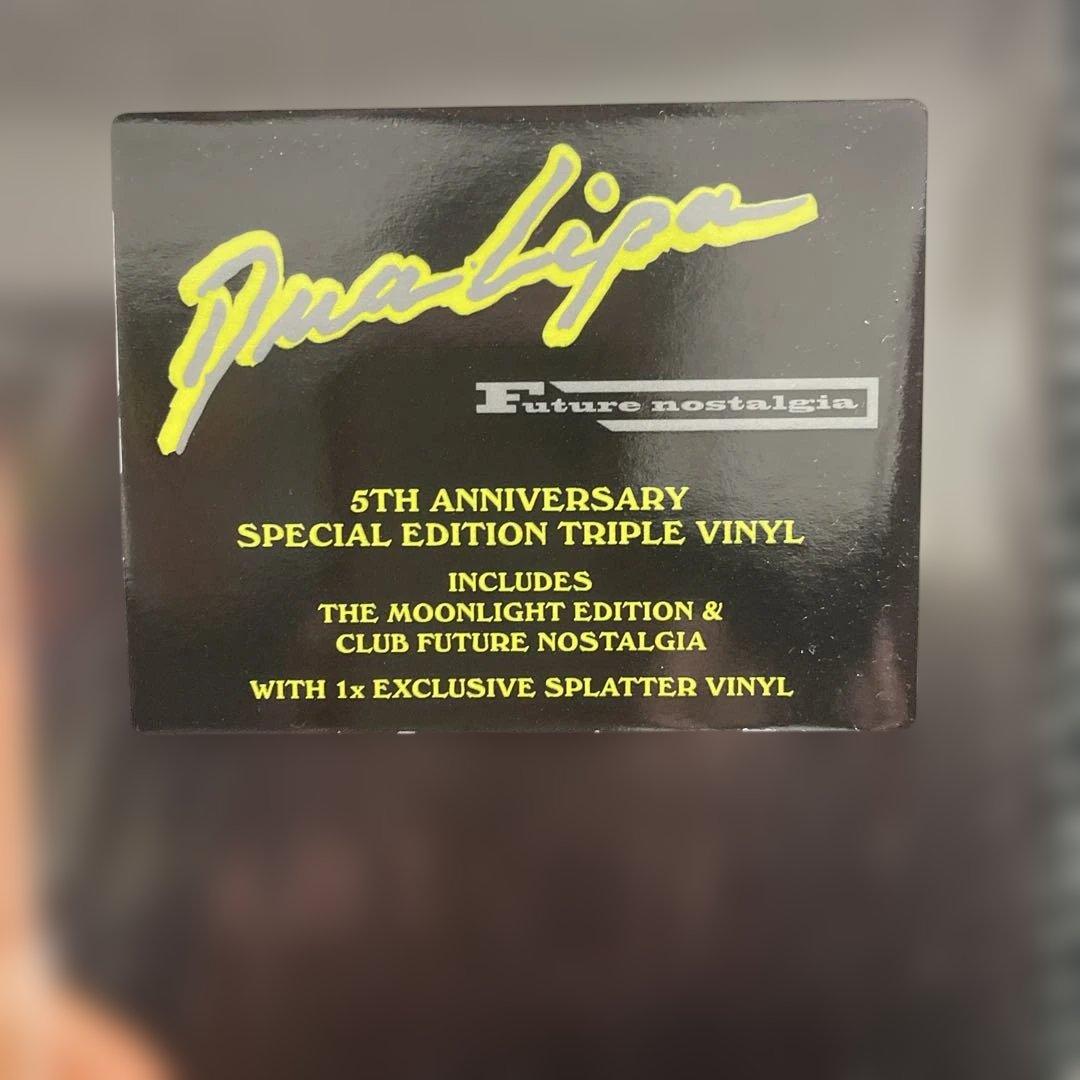 Dua Lipa
Future nostalgia
5TH ANNIVERSARY
SPECIAL EDITION TRIPLE VINYL
INCLUDES
THE MOONLIGHT EDITION &
CLUB FUTURE NOSTALGIA
WITH 1x EXCLUSIVE SPLATTER VINYL